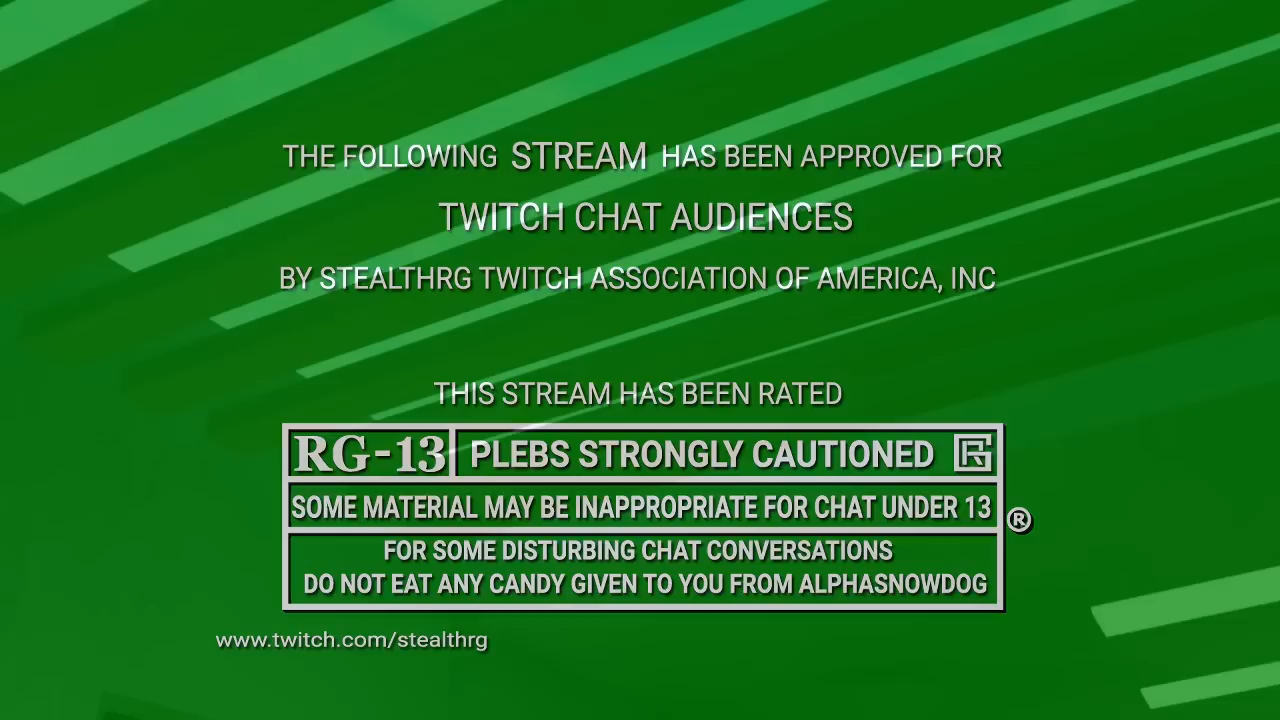 THE FOLLOWING STREAM HAS BEEN APPROVED FOR
TWITCH CHAT AUDIENCES
BY STEALTHRG TWITCH ASSOCIATION OF AMERICA, INC
THIS STREAM HAS BEEN RATED
RG-13 PLEBS STRONGLY CAUTIONED
SOME MATERIAL MAY BE INAPPROPRIATE FOR CHAT UNDER 13
®
FOR SOME DISTURBING CHAT CONVERSATIONS
DO NOT EAT ANY CANDY GIVEN TO YOU FROM ALPHASNOWDOG
www.twitch.com/stealthrg